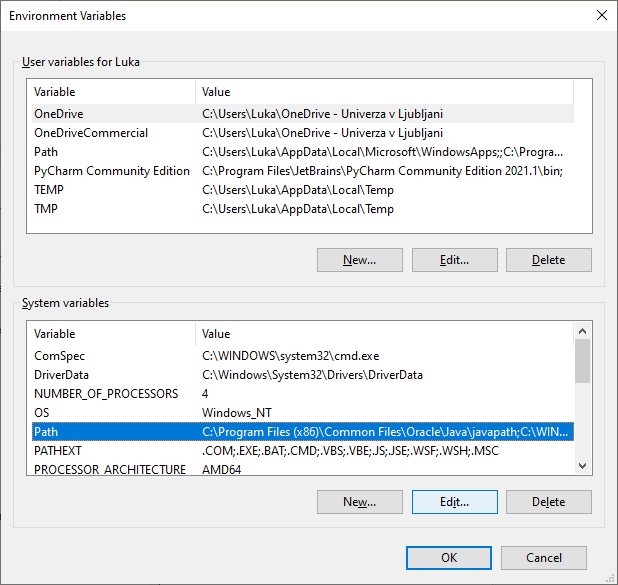 Environment Variables
User variables for Luka
Variable Value
OneDrive C:\Users\Luka\OneDrive - Univerza v Ljubljani
OneDriveCommercial C:\Users\Luka\OneDrive - Univerza v Ljubljani
Path C:\Users\Luka\AppData\Local\Microsoft\WindowsApps;;C:\Progra...
PyCharm Community Edition C:\Program Files\JetBrains\PyCharm Community Edition 2021.1\bin;
TEMP C:\Users\Luka\AppData\Local\Temp
TMP C:\Users\Luka\AppData\Local\Temp
New... Edit... Delete
System variables
Variable Value
ComSpec C:\WINDOWS\system32\cmd.exe
DriverData C:\Windows\System32\Drivers\DriverData
NUMBER_OF_PROCESSORS 4
OS Windows_NT
Path C:\Program Files (x86)\Common Files\Oracle\Java\javapath;C:\WIN...
PATHEXT .COM;.EXE;.BAT;.CMD;.VBS;.VBE;.JS;.JSE;.WSF;.WSH;.MSC
PROCESSOR_ARCHITECTURE AMD64
New... Edit... Delete
OK Cancel